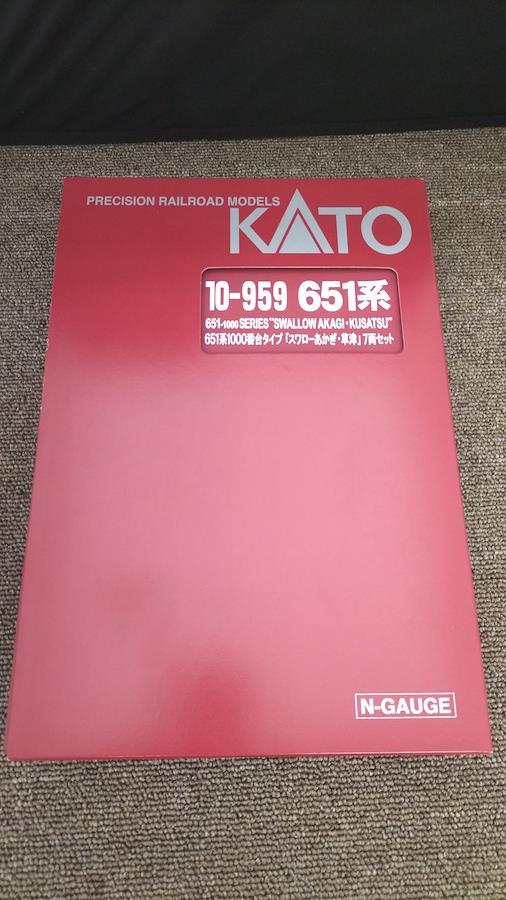 PRECISION RAILROAD MODELS
KATO
10-959 651系
651-1000 SERIES "SWALLOW AKAGI・KUSATSU"
651系1000番台タイプ「スワローあかぎ・草津」7両セット
N-GAUGE